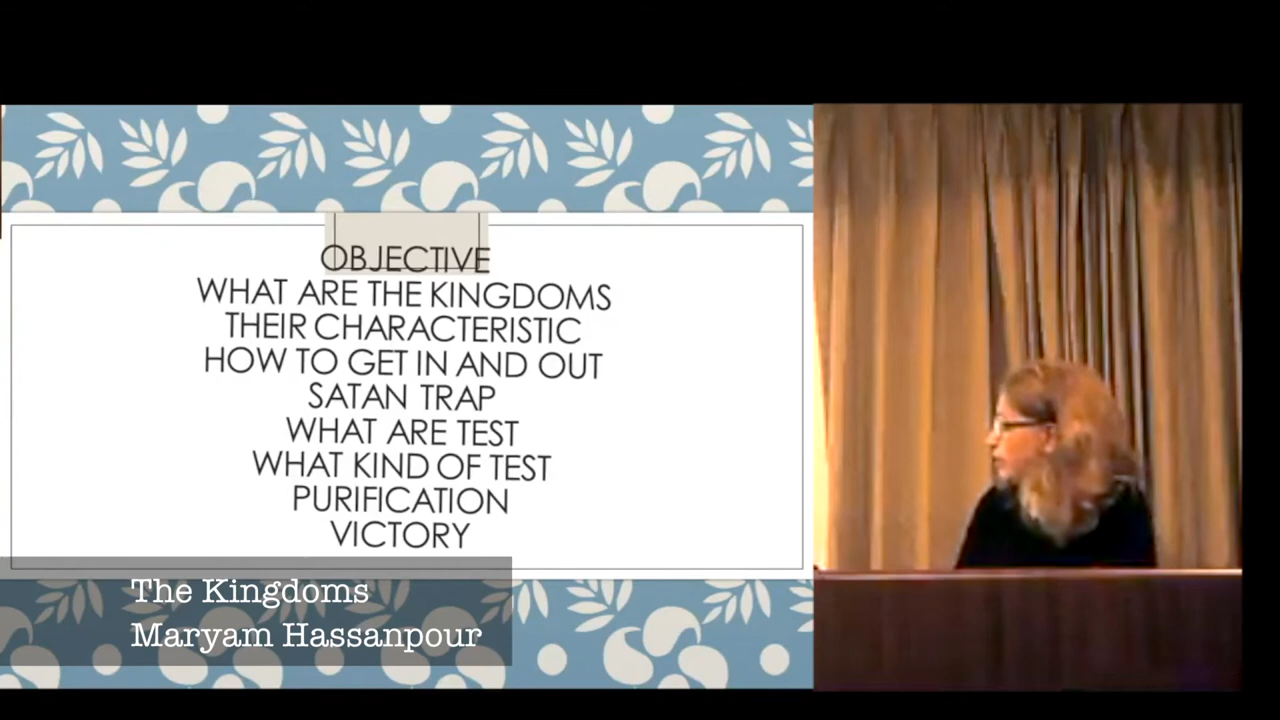 OBJECTIVE
WHAT ARE THE KINGDOMS
THEIR CHARACTERISTIC
HOW TO GET IN AND OUT
SATAN TRAP
WHAT ARE TEST
WHAT KIND OF TEST
PURIFICATION
VICTORY
The Kingdoms
Maryam Hassanpour